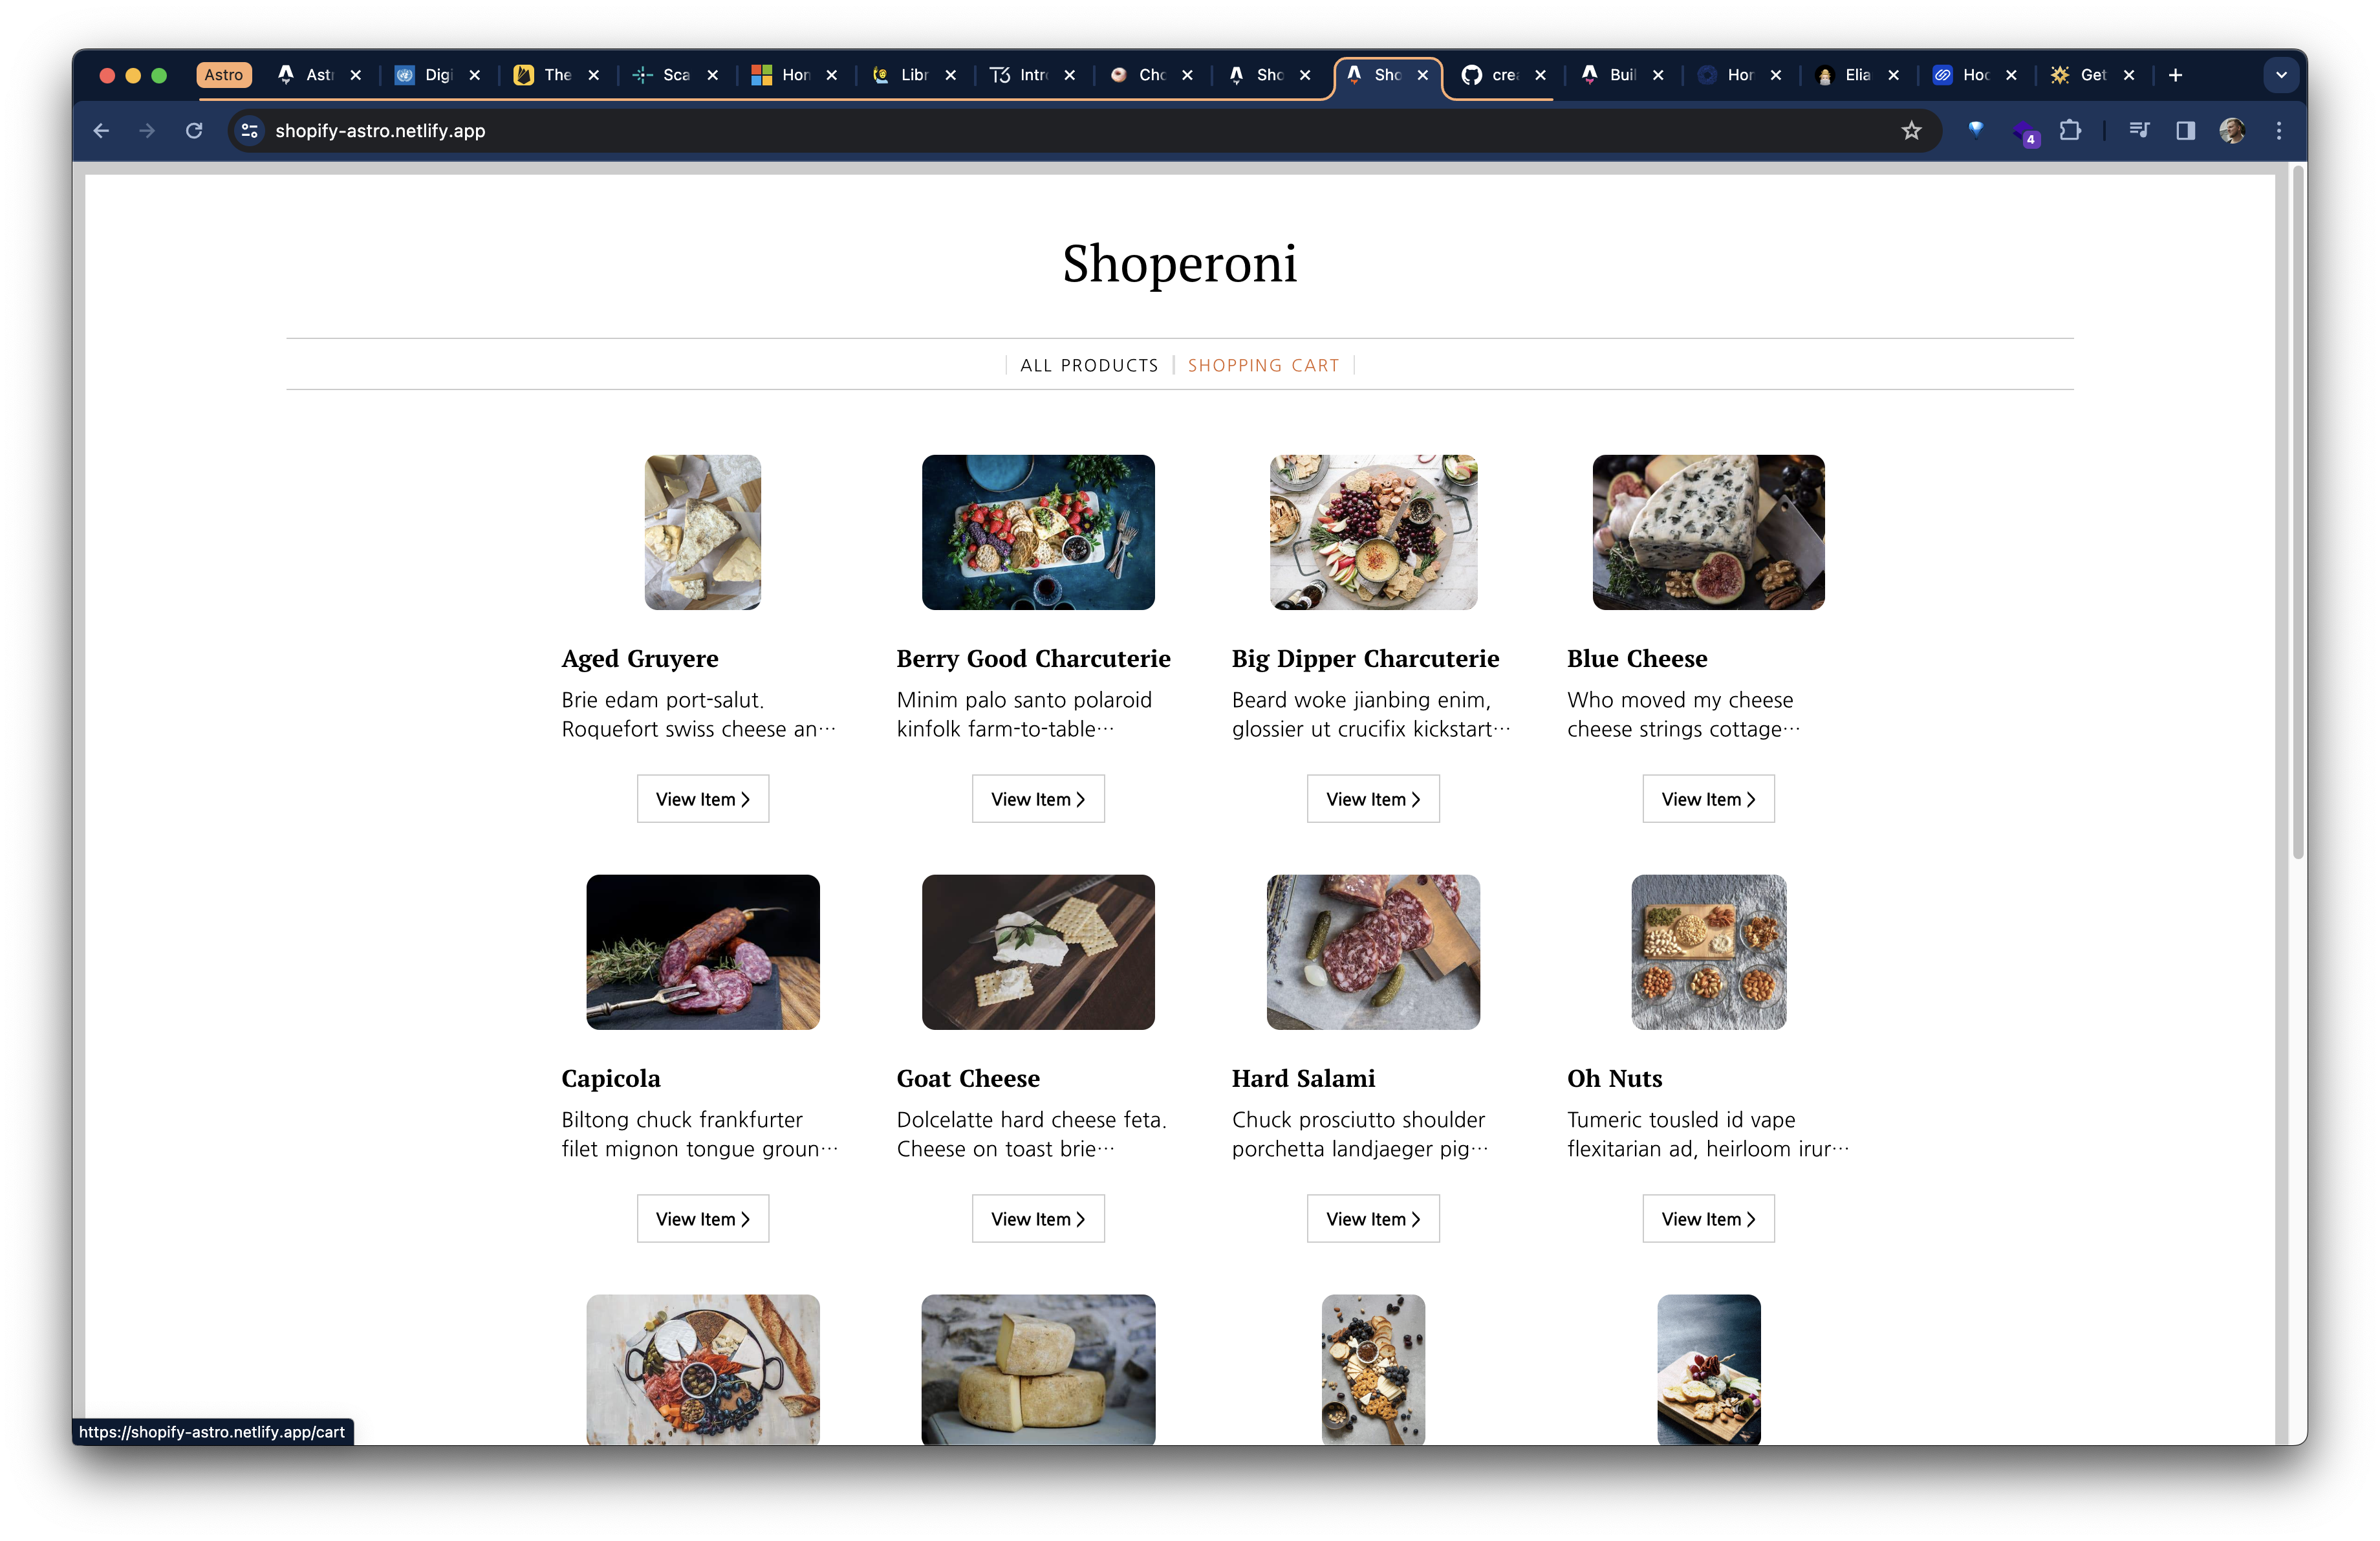 Astro Ast Digi The Sca Hon Libr Intr Cho Sho Sho crea Buil Hor Elia Hoc Get
shopify-astro.netlify.app
4
Shoperoni
ALL PRODUCTS SHOPPING CART
Aged Gruyere Berry Good Charcuterie Big Dipper Charcuterie Blue Cheese
Brie edam port-salut. Minim palo santo polaroid Beard woke jianbing enim, Who moved my cheese
Roquefort swiss cheese an… kinfolk farm-to-table… glossier ut crucifix kickstart… cheese strings cottage…
View Item View Item View Item View Item
Capicola Goat Cheese Hard Salami Oh Nuts
Biltong chuck frankfurter Dolcelatte hard cheese feta. Chuck prosciutto shoulder Tumeric tousled id vape
filet mignon tongue groun… Cheese on toast brie… porchetta landjaeger pig… flexitarian ad, heirloom irur…
View Item View Item View Item View Item
https://shopify-astro.netlify.app/cart